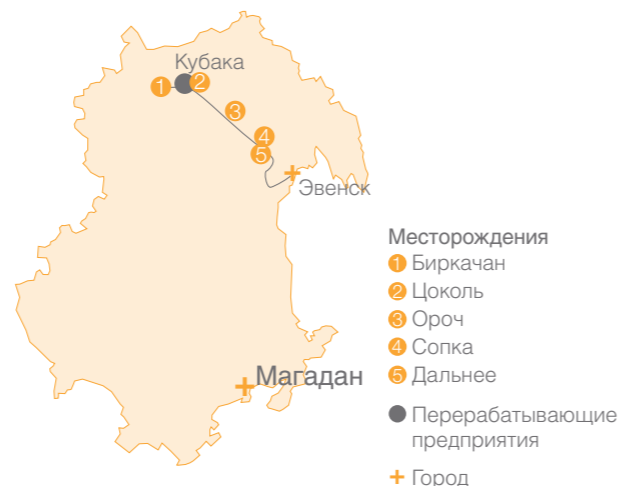 Кубака
1
2
3
4
5
Эвенск
Магадан
Месторождения
1 Биркачан
2 Цоколь
3 Ороч
4 Сопка
5 Дальнее
Перерабатывающие
предприятия
Город